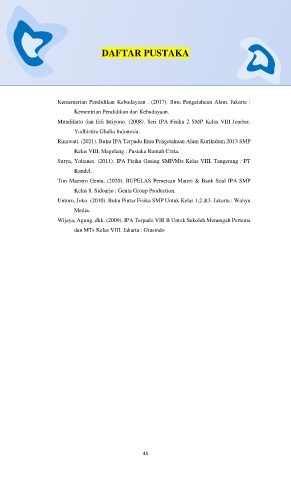 DAFTAR PUSTAKA
Kementerian Pendidikan Kebudayaan . (2017). Ilmu Pengetahuan Alam. Jakarta :
Kementrian Pendidikan dan Kebudayaan.
Mundilarto dan Edi Istiyono. (2008). Seri IPA Fisika 2 SMP Kelas VIII Jember.
Yudhistira Ghalia Indonesia.
Rinawati. (2021). Buku IPA Terpadu Ilmu Pengetahuan Alam Kurikulum 2013 SMP
Kelas VIII. Magelang : Pustaka Rumah Cinta.
Surya, Yohanes. (2011). IPA Fisika Gasing SMP/Mts Kelas VIII. Tangerang : PT
Kandel.
Tim Maestro Genta. (2020). BUPELAS Pemetaan Materi & Bank Soal IPA SMP
Kelas 8. Sidoarjo : Genta Group Production.
Untoro, Joko. (2010). Buku Pintar Fisika SMP Untuk Kelas 1,2 &3. Jakarta : Wahyu
Media.
Wijaya, Agung, dkk. (2009). IPA Terpadu VIII B Untuk Sekolah Menengah Pertama
dan MTs Kelas VIII. Jakarta : Grasindo
45